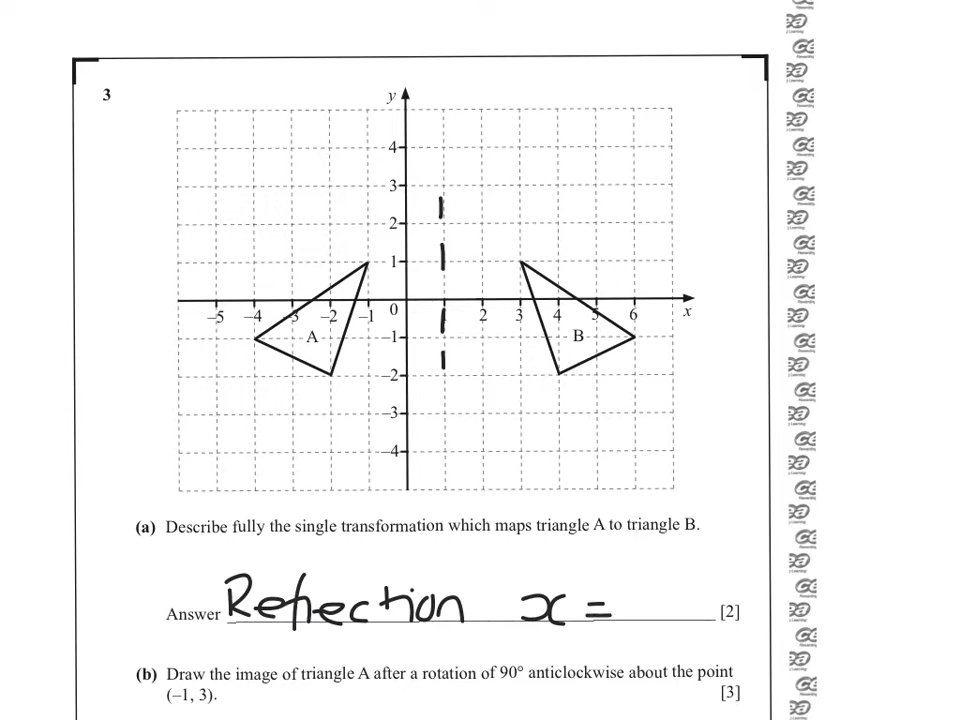 3
y
4
3
2
1
–5 –4 –3 –2 –1 0 2 3 4 5 6 x
A B
–1
–2
–3
–4
(a) Describe fully the single transformation which maps triangle A to triangle B.
Answer Reflection x = [2]
(b) Draw the image of triangle A after a rotation of 90° anticlockwise about the point
(–1, 3). [3]